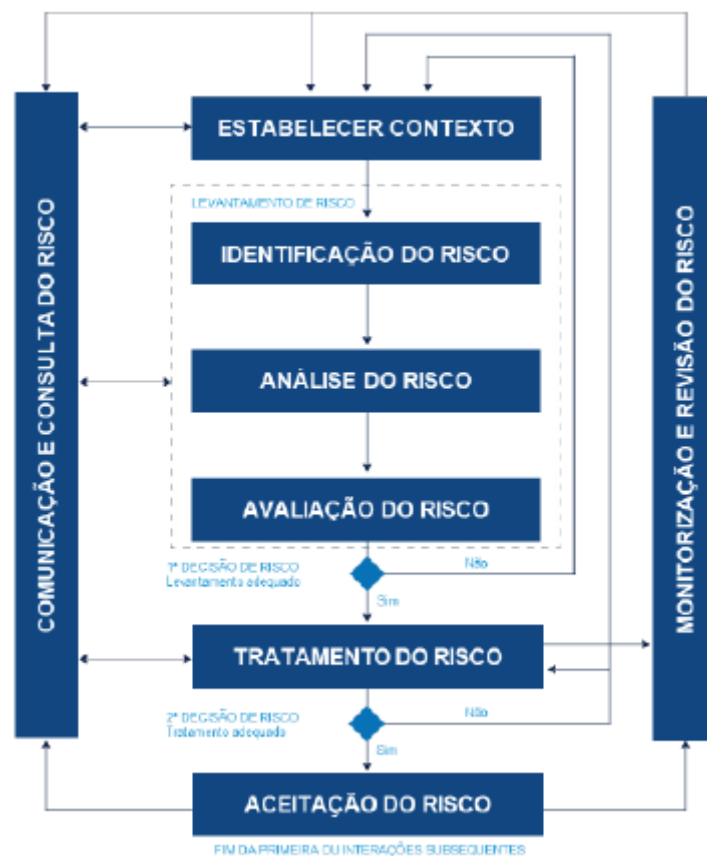 ESTABELECER CONTEXTO
LEVANTAMENTO DE RISCO
IDENTIFICAÇÃO DO RISCO
ANÁLISE DO RISCO
AVALIAÇÃO DO RISCO
1ª DECISÃO DE RISCO
Levantamento adequado
Não
Sim
TRATAMENTO DO RISCO
2ª DECISÃO DE RISCO
Tratamento adequado
Não
Sim
ACEITAÇÃO DO RISCO
FIM DA PRIMEIRA OU INTERAÇÕES SUBSEQUENTES
COMUNICAÇÃO E CONSULTA DO RISCO
MONITORIZAÇÃO E REVISÃO DO RISCO